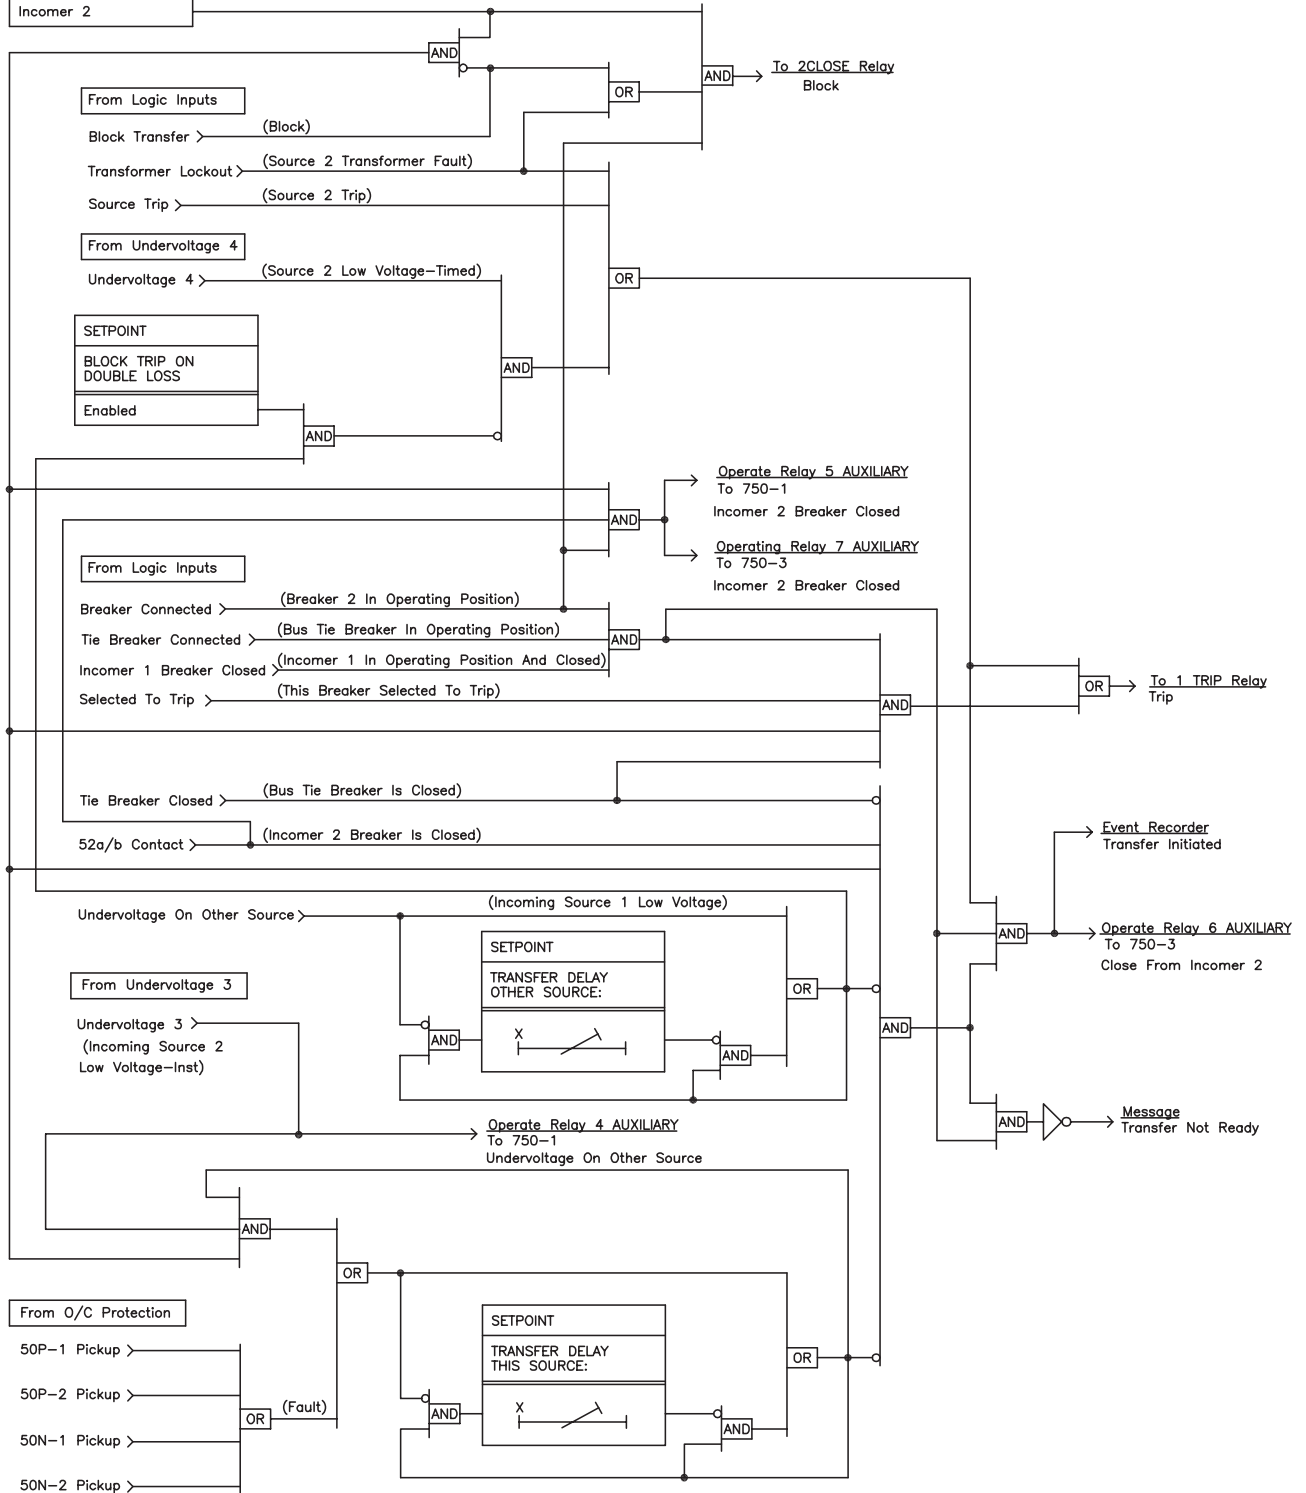 Incomer 2
AND
To 2CLOSE Relay
Block
AND
OR
From Logic Inputs
Block Transfer (Block)
Transformer Lockout (Source 2 Transformer Fault)
Source Trip (Source 2 Trip)
From Undervoltage 4
Undervoltage 4 (Source 2 Low Voltage-Timed)
OR
SETPOINT
BLOCK TRIP ON
DOUBLE LOSS
Enabled
AND
AND
Operate Relay 5 AUXILIARY
To 750-1
Incomer 2 Breaker Closed
AND
Operating Relay 7 AUXILIARY
To 750-3
Incomer 2 Breaker Closed
From Logic Inputs
Breaker Connected (Breaker 2 In Operating Position)
Tie Breaker Connected (Bus Tie Breaker In Operating Position) AND
Incomer 1 Breaker Closed (Incomer 1 In Operating Position And Closed)
Selected To Trip (This Breaker Selected To Trip)
AND
OR
To 1 TRIP Relay
Trip
Tie Breaker Closed (Bus Tie Breaker Is Closed)
52a/b Contact (Incomer 2 Breaker Is Closed)
Event Recorder
Transfer Initiated
Undervoltage On Other Source (Incoming Source 1 Low Voltage)
AND
Operate Relay 6 AUXILIARY
To 750-3
Close From Incomer 2
SETPOINT
TRANSFER DELAY
OTHER SOURCE:
X
OR
AND
AND
AND
From Undervoltage 3
Undervoltage 3
(Incoming Source 2
Low Voltage-Inst)
AND
Message
Transfer Not Ready
Operate Relay 4 AUXILIARY
To 750-1
Undervoltage On Other Source
AND
OR
From O/C Protection
50P-1 Pickup
50P-2 Pickup
50N-1 Pickup
50N-2 Pickup
OR
(Fault)
SETPOINT
TRANSFER DELAY
THIS SOURCE:
X
OR
AND
AND